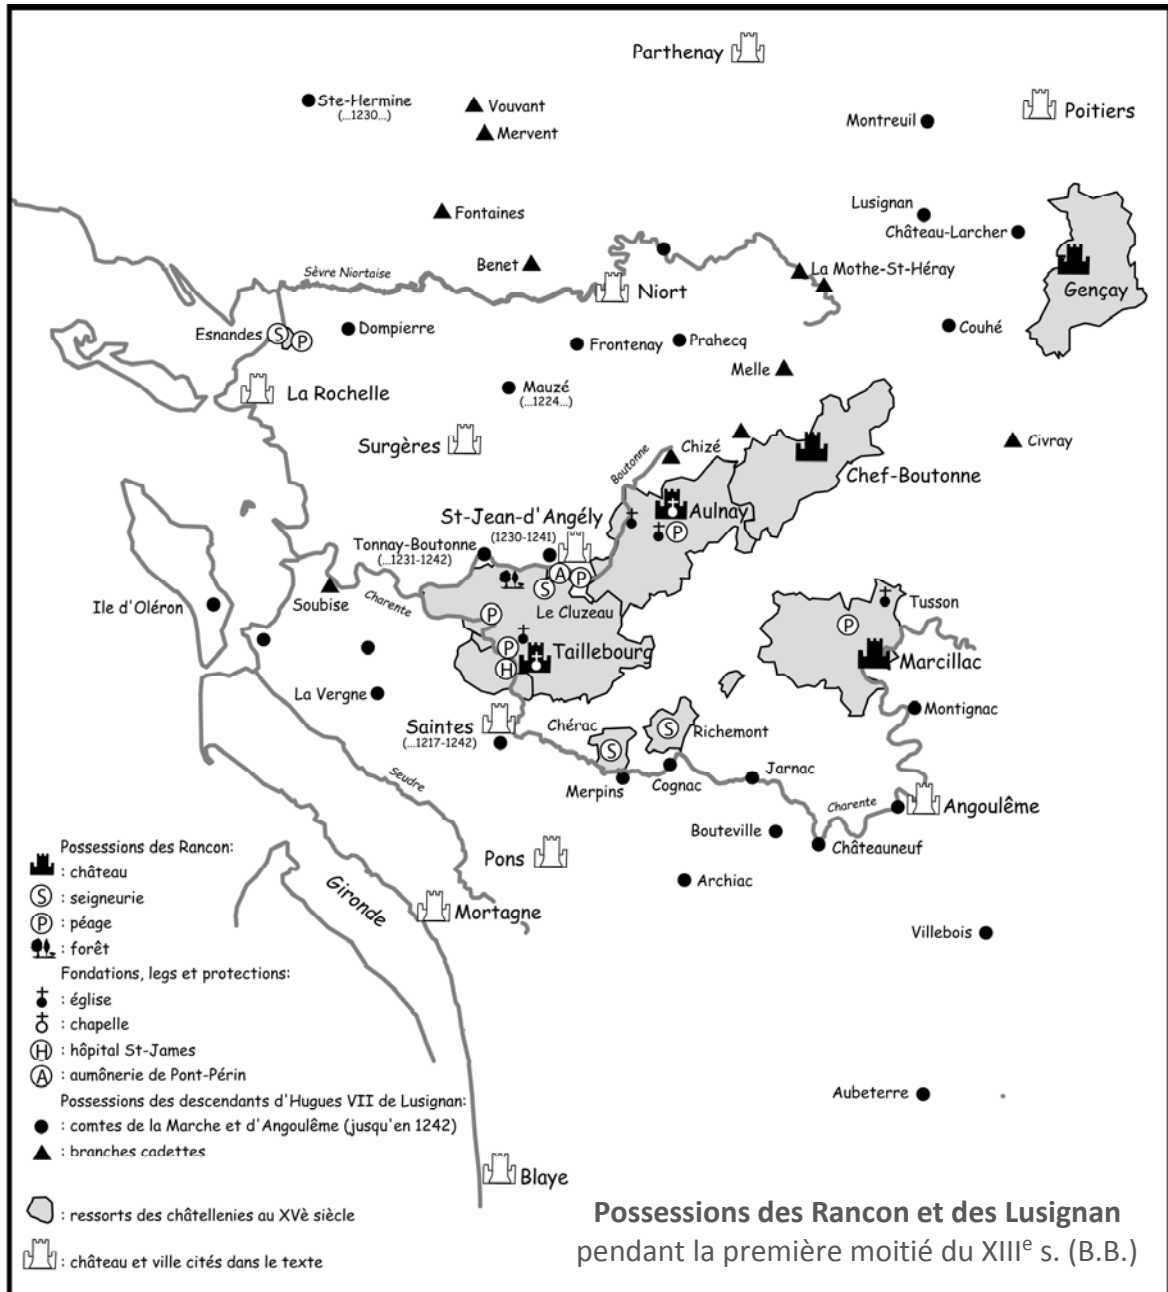 Parthenay
Ste-Hermine
(...1230...)
Vouvant
Mervent
Poitiers
Montreuil
Fontaines
Lusignan
Château-Larcher
Benet
Sèvre Niortaise
La Mothe-St-Héray
Niort
Gençay
Esnandes
S
P
Dompierre
Frontenay
Prahecq
Couhé
Melle
Mauzé
(...1224...)
La Rochelle
Surgères
Chizé
Civray
Boutonne
Chef-Boutonne
Aulnay
P
St-Jean-d'Angély
(1230-1241)
Tonnay-Boutonne
(...1231-1242)
A
P
S
Ile d'Oléron
Soubise
Charente
Le Cluzeau
P
Tusson
P
P
Taillebourg
H
Marcillac
La Vergne
Montignac
Saintes
(...1217-1242)
Chérac
S
S
Richemont
Merpins
Cognac
Jarnac
Seudre
Charente
Angoulême
Bouteville
Châteauneuf
Pons
Archiac
Gironde
Mortagne
Villebois
Aubeterre
Blaye
Possessions des Rancon:
: château
S : seigneurie
P : péage
: forêt
Fondations, legs et protections:
: église
: chapelle
H : hôpital St-James
A : aumônerie de Pont-Périn
Possessions des descendants d'Hugues VII de Lusignan:
: comtes de la Marche et d'Angoulême (jusqu'en 1242)
: branches cadettes
: ressorts des châtellenies au XVè siècle
: château et ville cités dans le texte
Possessions des Rancon et des Lusignan
pendant la première moitié du XIIIe s. (B.B.)